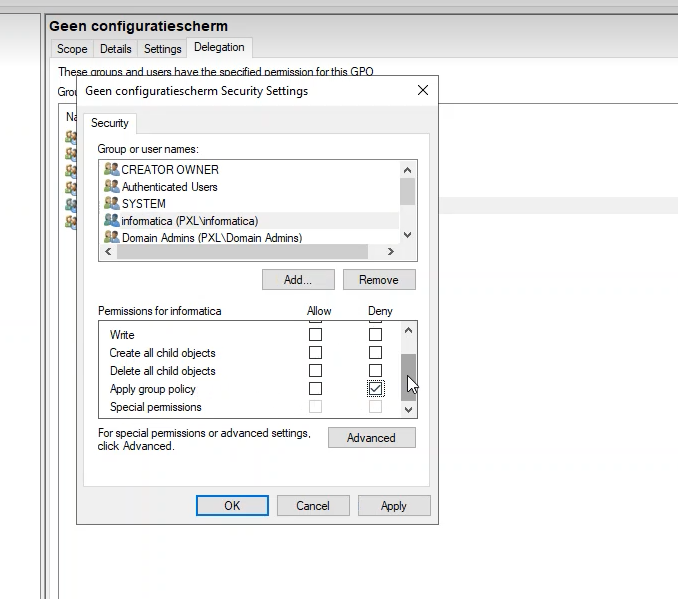 Geen configuratiescherm
Scope Details Settings Delegation
These groups and users have the specified permission for this GPO
Geen configuratiescherm Security Settings
Security
Group or user names:
CREATOR OWNER
Authenticated Users
SYSTEM
informatica (PXL\informatica)
Domain Admins (PXL\Domain Admins)
Add... Remove
Permissions for informatica Allow Deny
Write
Create all child objects
Delete all child objects
Apply group policy
Special permissions
For special permissions or advanced settings,
click Advanced.
Advanced
OK Cancel Apply